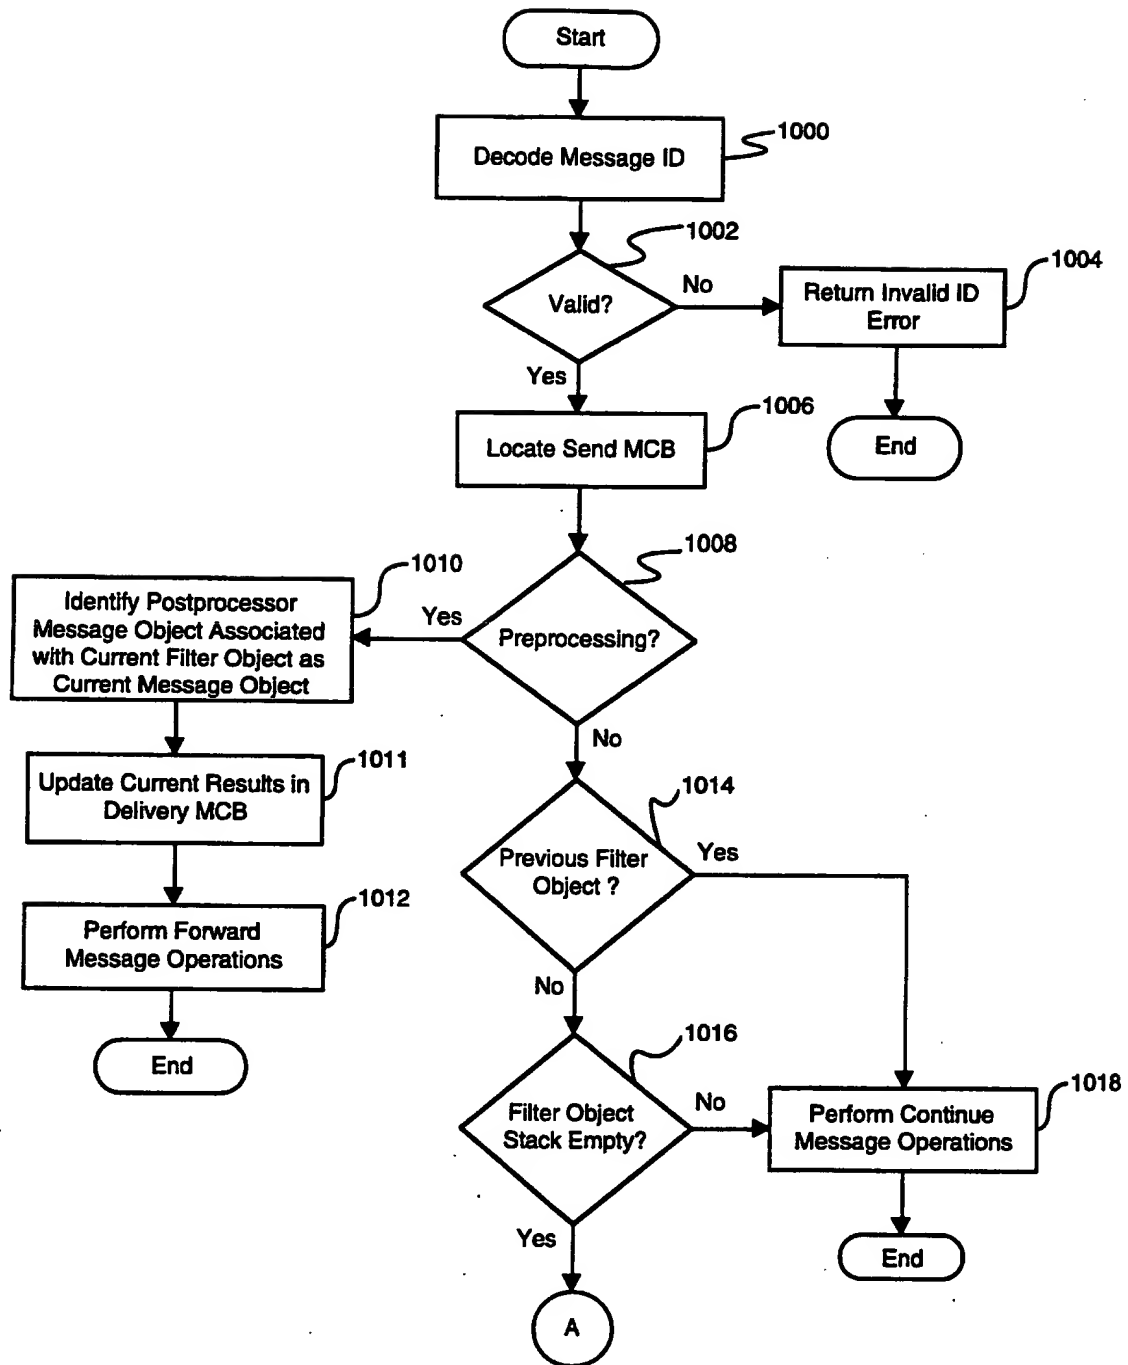 Start
Decode Message ID
1000
1002
Valid?
No
Return Invalid ID
Error
1004
Yes
End
Locate Send MCB
1006
1008
Preprocessing?
Yes
1010
Identify Postprocessor
Message Object Associated
with Current Filter Object as
Current Message Object
No
Update Current Results in
Delivery MCB
1011
1014
Previous Filter
Object ?
Yes
Perform Forward
Message Operations
1012
No
End
1016
Filter Object
Stack Empty?
No
Perform Continue
Message Operations
1018
Yes
End
A